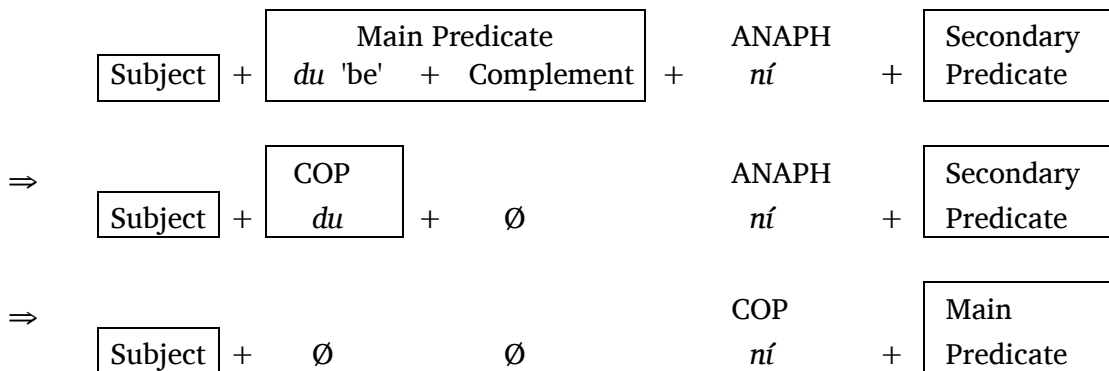 Main Predicate ANAPH Secondary
Subject + du 'be' + Complement + ní + Predicate
⇒ COP ANAPH Secondary
Subject + du + Ø ní + Predicate
⇒ COP Main
Subject + Ø Ø ní + Predicate